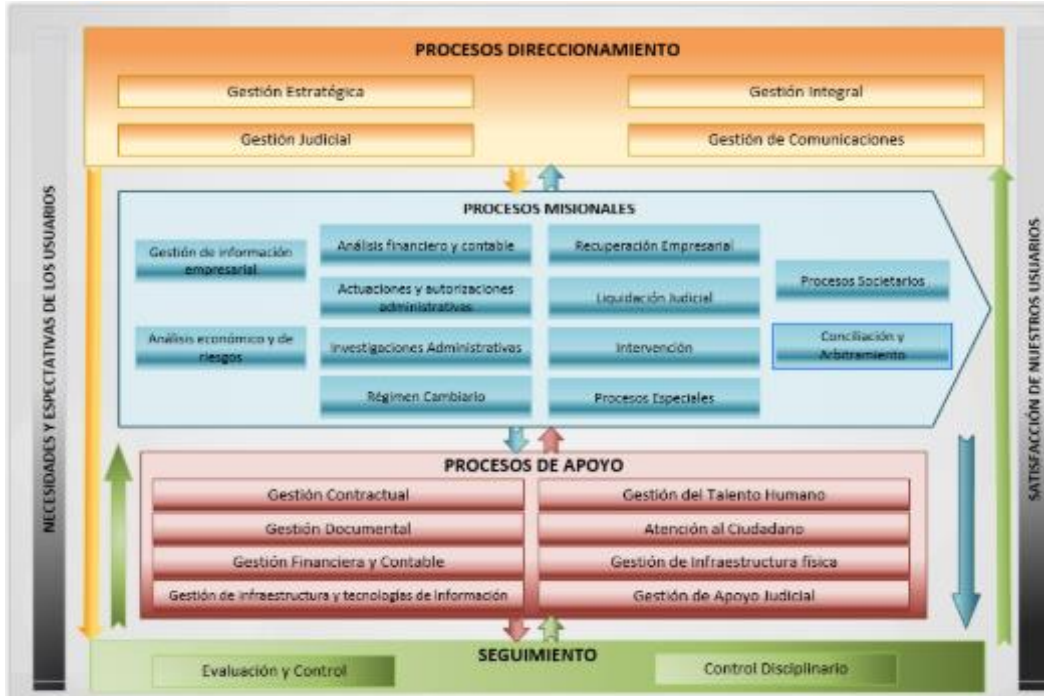 PROCESOS DIRECCIONAMIENTO
Gestión Estratégica
Gestión Integral
Gestión Judicial
Gestión de Comunicaciones
NECESIDADES Y ESPECTATIVAS DE LOS USUARIOS
PROCESOS MISIONALES
Gestión de información
empresarial
Análisis económico y de
riesgos
Análisis financiero y contable
Actuaciones y autorizaciones
administrativas
Investigaciones Administrativas
Régimen Cambiario
Recuperación Empresarial
Liquidación Judicial
Intervención
Procesos Especiales
Procesos Societarios
Conciliación y
Arbitramiento
PROCESOS DE APOYO
Gestión Contractual
Gestión del Talento Humano
Gestión Documental
Atención al Ciudadano
Gestión Financiera y Contable
Gestión de Infraestructura física
Gestión de Infraestructura y tecnologías de Información
Gestión de Apoyo Judicial
SEGUIMIENTO
Evaluación y Control
Control Disciplinario
SATISFACCIÓN DE NUESTROS USUARIOS